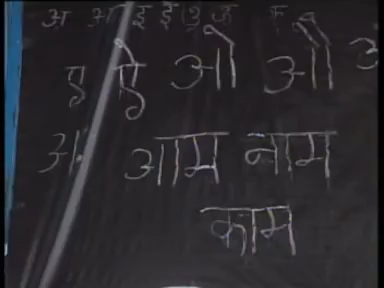 अ आ इ ई उ ऊ
ए ऐ ओ औ अ
अः आम नाम
काम